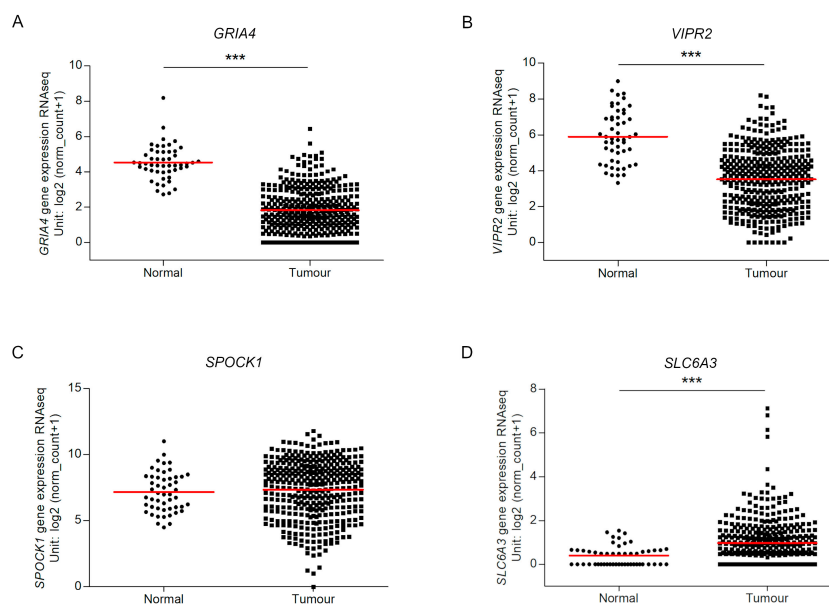 A
GRIA4
***
GRIA4 gene expression RNAseq
Unit: log2 (norm_count+1)
10
8
6
4
2
0
Normal
Tumour
B
VIPR2
***
VIPR2 gene expression RNAseq
Unit: log2 (norm_count+1)
10
8
6
4
2
0
Normal
Tumour
C
SPOCK1
SPOCK1 gene expression RNAseq
Unit: log2 (norm_count+1)
15
10
5
0
Normal
Tumour
D
SLC6A3
***
SLC6A3 gene expression RNAseq
Unit: log2 (norm_count+1)
8
6
4
2
0
Normal
Tumour